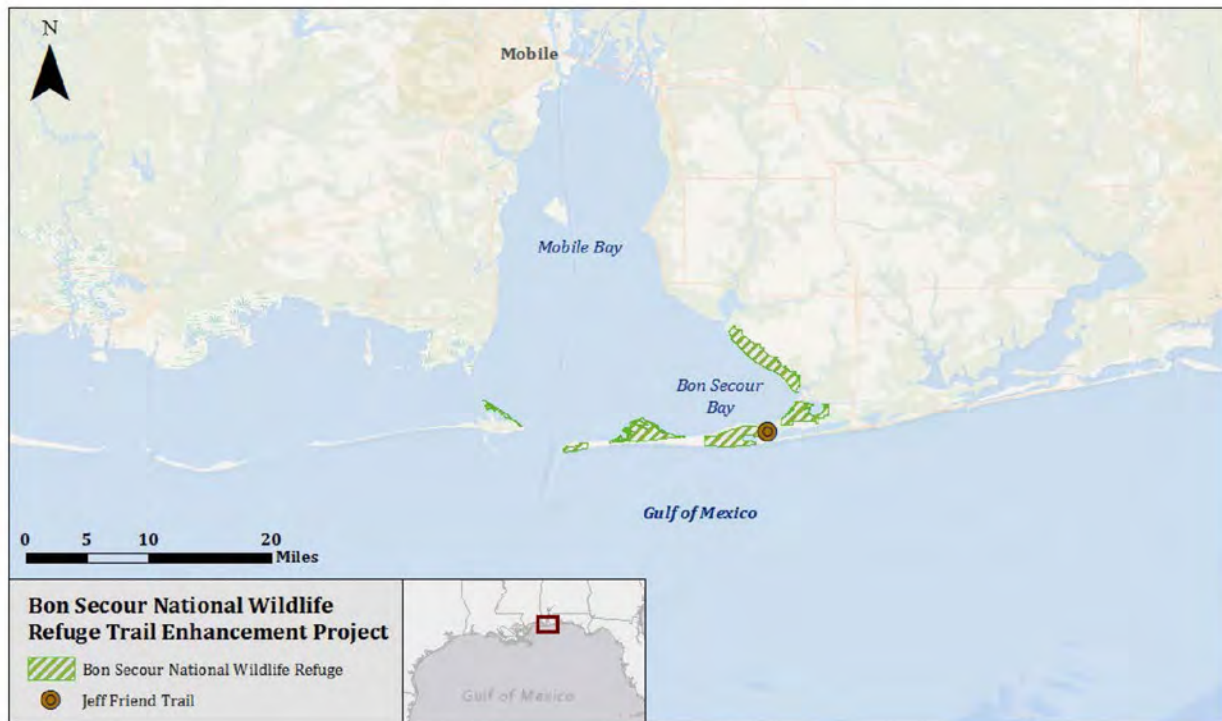 N
Mobile
Mobile Bay
Bon Secour
Bay
Gulf of Mexico
0 5 10 20
Miles
Bon Secour National Wildlife
Refuge Trail Enhancement Project
Bon Secour National Wildlife Refuge
Jeff Friend Trail
Gulf of Mexico